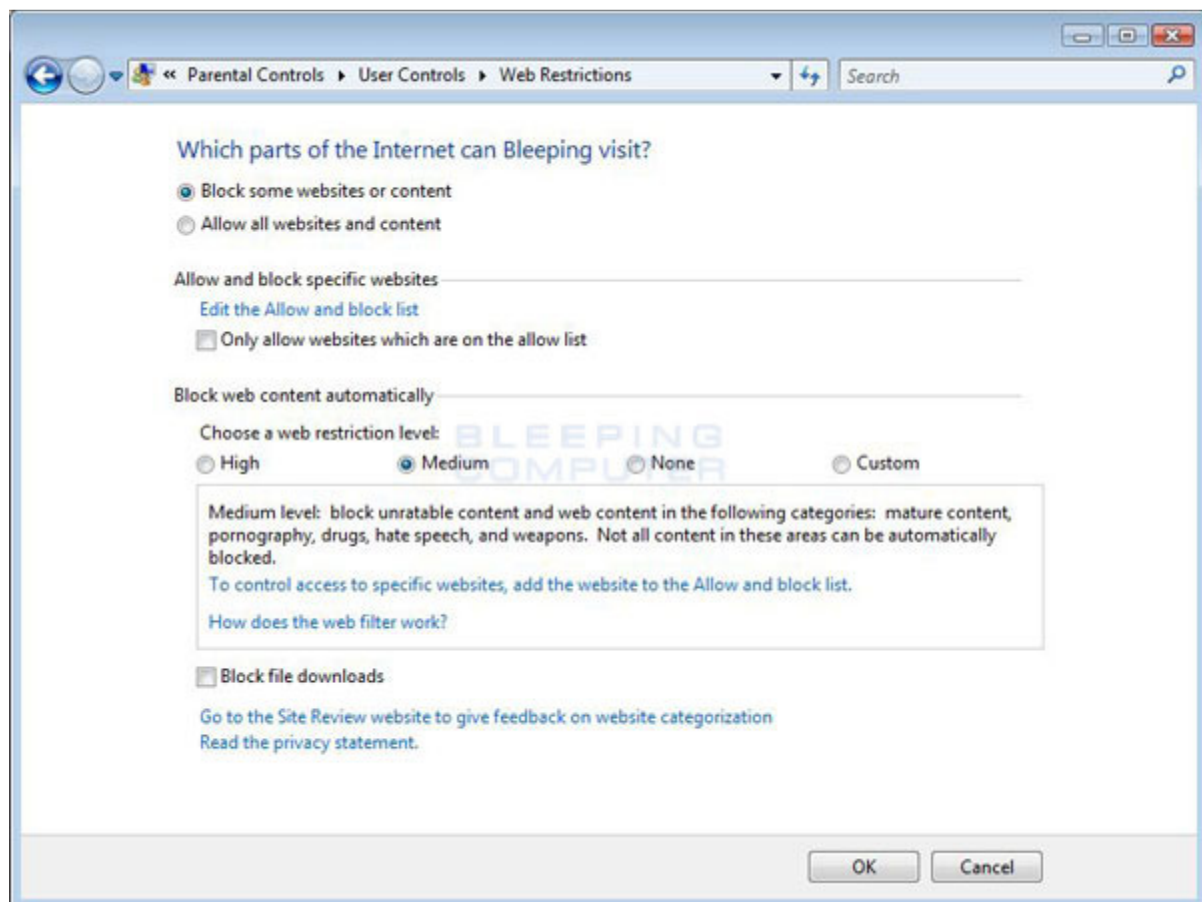 « Parental Controls ▸ User Controls ▸ Web Restrictions
Search
Which parts of the Internet can Bleeping visit?
Block some websites or content
Allow all websites and content
Allow and block specific websites
Edit the Allow and block list
Only allow websites which are on the allow list
Block web content automatically
Choose a web restriction level:
BLEEPING
COMPUTER
High Medium None Custom
Medium level: block unratable content and web content in the following categories: mature content,
pornography, drugs, hate speech, and weapons. Not all content in these areas can be automatically
blocked.
To control access to specific websites, add the website to the Allow and block list.
How does the web filter work?
Block file downloads
Go to the Site Review website to give feedback on website categorization
Read the privacy statement.
OK Cancel